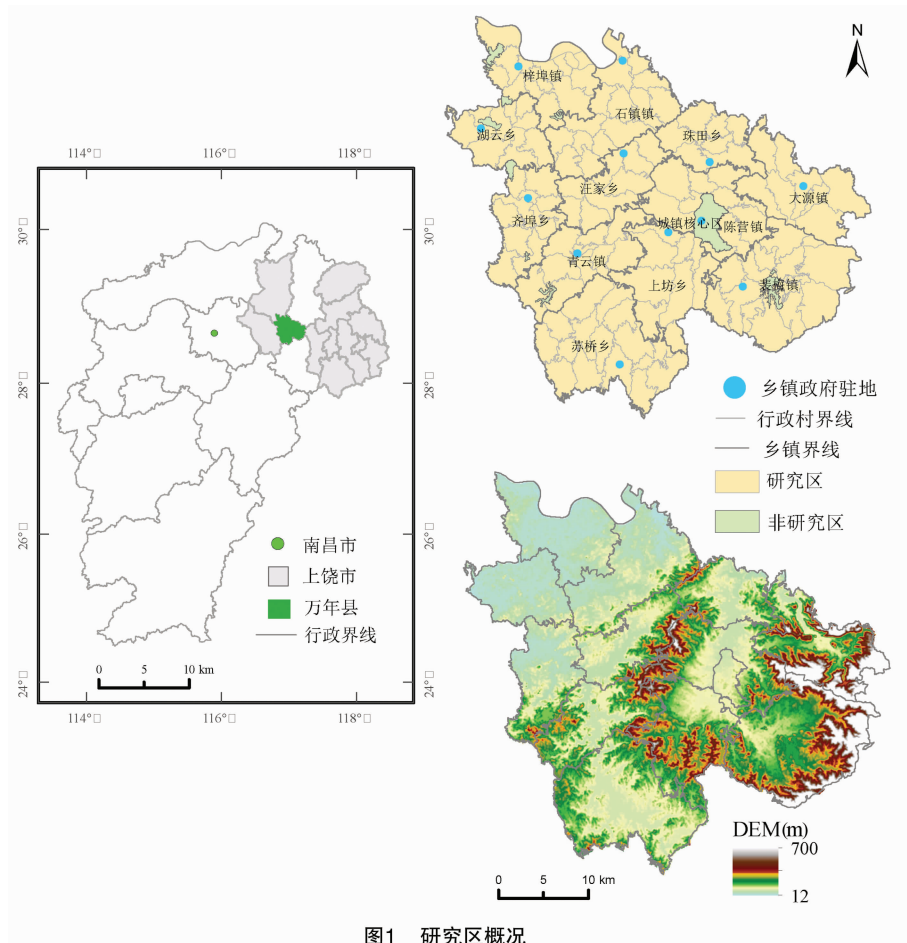 114°□ 116°□ 118°□
30°□ 30°□
28°□ 28°□
26°□ 26°□
24°□ 24°□
114°□ 116°□ 118°□
南昌市
上饶市
万年县
行政界线
0 5 10 km
N
梓埠镇
石镇镇
湖云乡
珠田乡
汪家乡
大源镇
齐埠乡
城镇核心区
陈营镇
青云镇
上坊乡
裴梅镇
苏桥乡
乡镇政府驻地
行政村界线
乡镇界线
研究区
非研究区
DEM(m)
700
12
0 5 10 km
图1 研究区概况